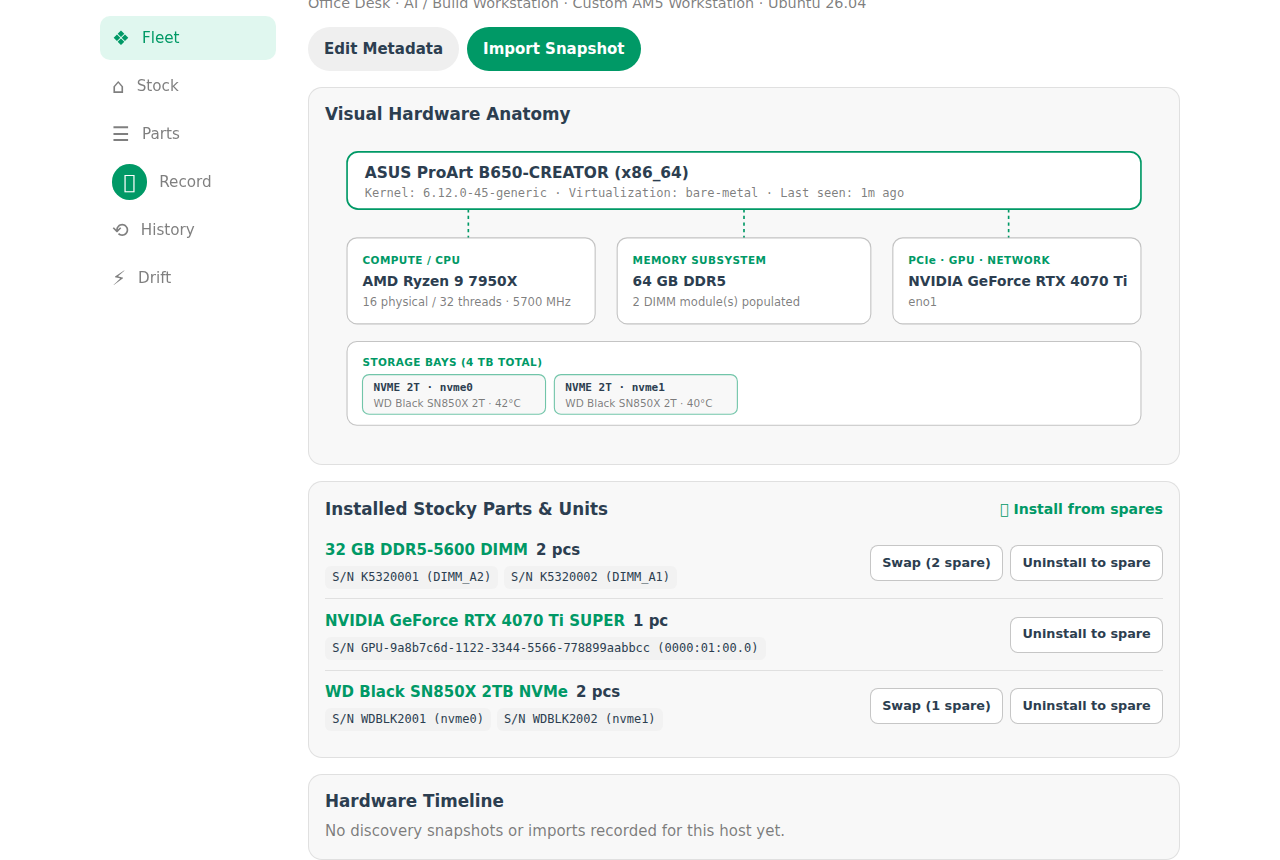 Office Desk · AI / Build Workstation · Custom AM5 Workstation · Ubuntu 26.04
Fleet
Stock
Parts
Record
History
Drift
Edit Metadata
Import Snapshot
Visual Hardware Anatomy
ASUS ProArt B650-CREATOR (x86_64)
Kernel: 6.12.0-45-generic · Virtualization: bare-metal · Last seen: 1m ago
COMPUTE / CPU
AMD Ryzen 9 7950X
16 physical / 32 threads · 5700 MHz
MEMORY SUBSYSTEM
64 GB DDR5
2 DIMM module(s) populated
PCIe · GPU · NETWORK
NVIDIA GeForce RTX 4070 Ti
eno1
STORAGE BAYS (4 TB TOTAL)
NVME 2T · nvme0
WD Black SN850X 2T · 42°C
NVME 2T · nvme1
WD Black SN850X 2T · 40°C
Installed Stocky Parts & Units
Install from spares
32 GB DDR5-5600 DIMM 2 pcs
S/N K5320001 (DIMM_A2) S/N K5320002 (DIMM_A1)
Swap (2 spare)
Uninstall to spare
NVIDIA GeForce RTX 4070 Ti SUPER 1 pc
S/N GPU-9a8b7c6d-1122-3344-5566-778899aabbcc (0000:01:00.0)
Uninstall to spare
WD Black SN850X 2TB NVMe 2 pcs
S/N WDBLK2001 (nvme0) S/N WDBLK2002 (nvme1)
Swap (1 spare)
Uninstall to spare
Hardware Timeline
No discovery snapshots or imports recorded for this host yet.